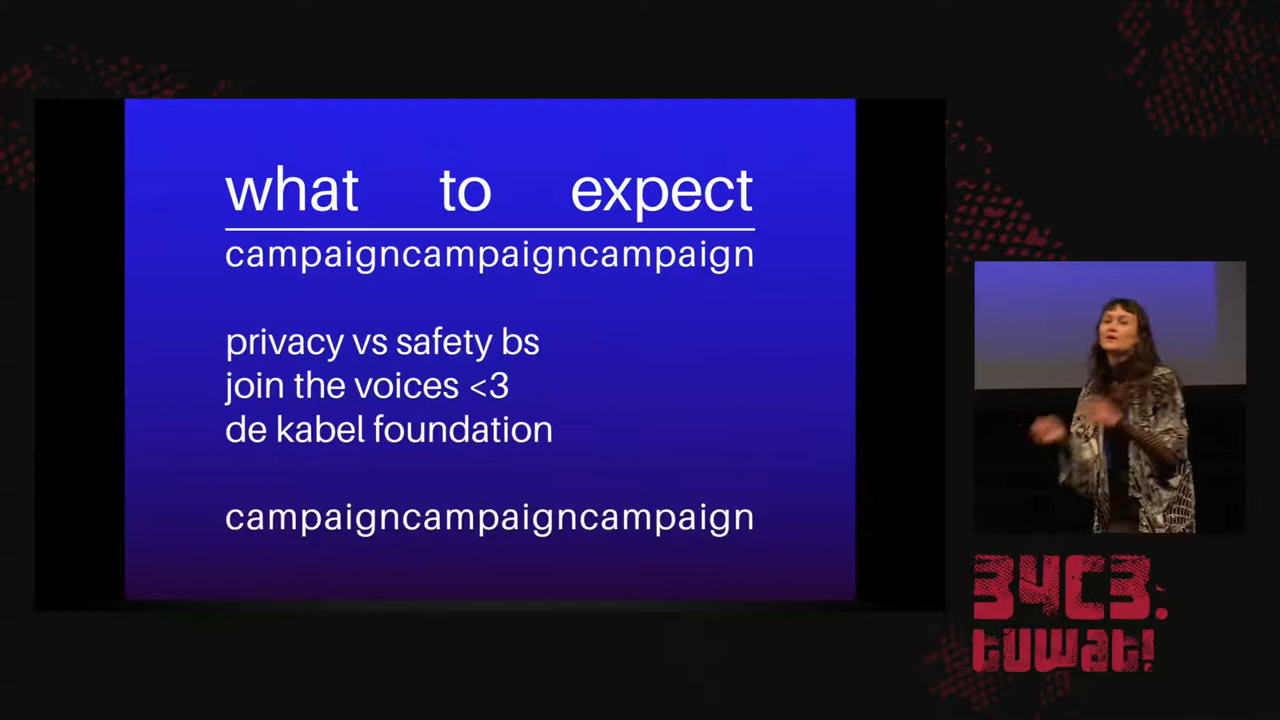 what to expect
campaigncampaigncampaign
privacy vs safety bs
join the voices <3
de kabel foundation
campaigncampaigncampaign
34C3.
tuwat!